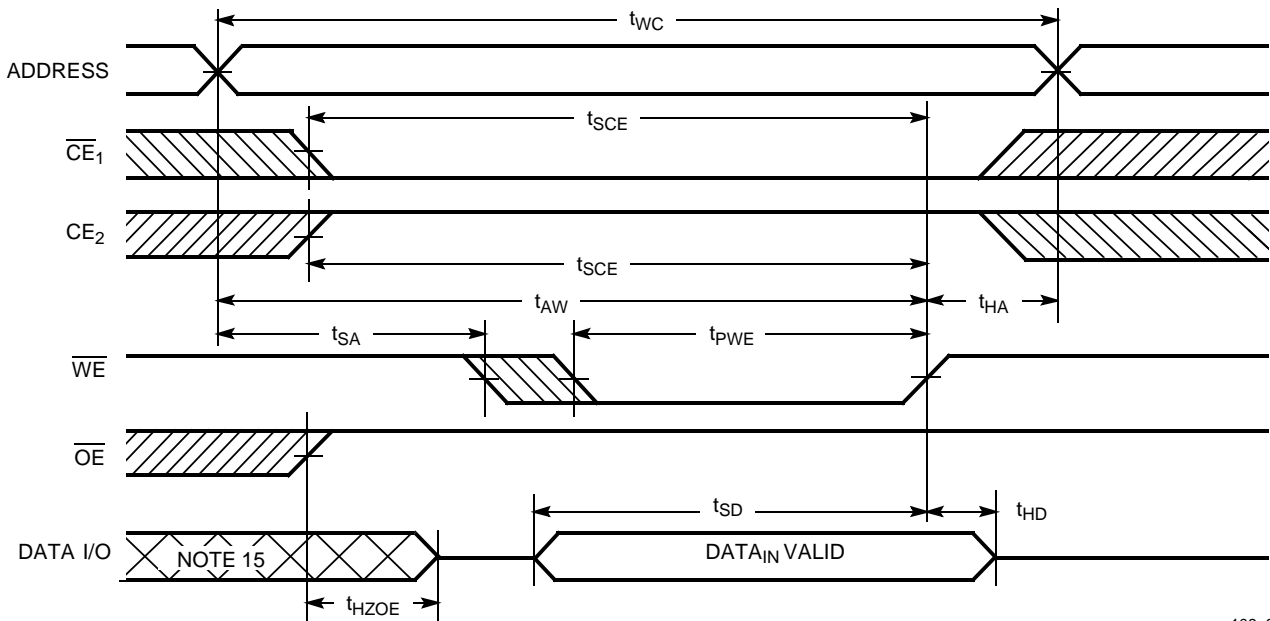 tWC
ADDRESS
tSCE
CE1
CE2
tSCE
tAW
tHA
tSA
tPWE
WE
OE
tSD
tHD
DATA I/O
NOTE 15
DATAIN VALID
tHZOE